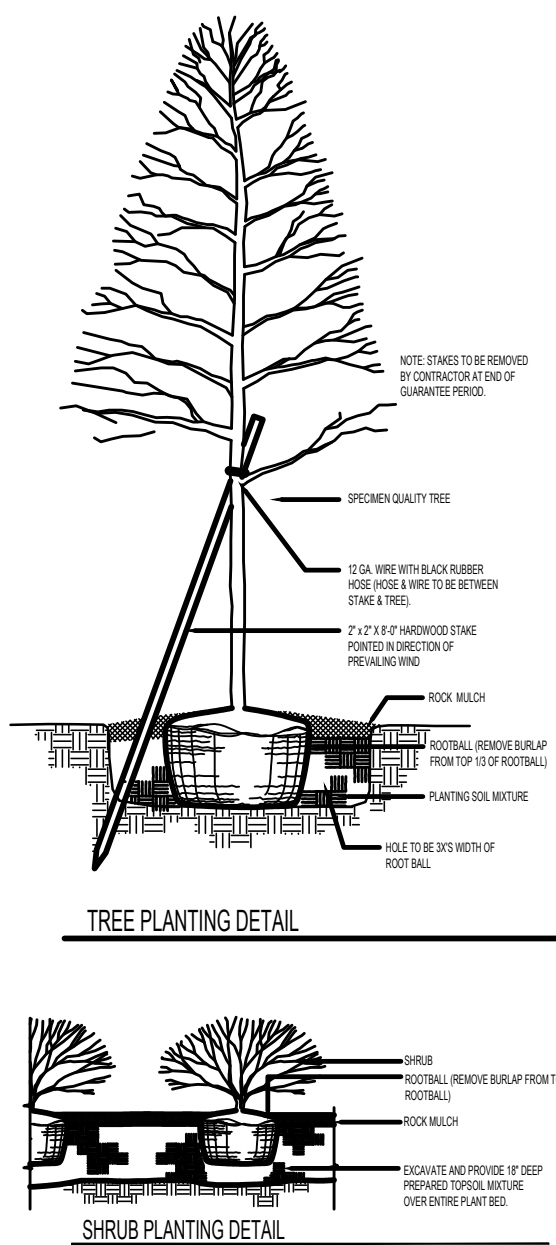 NOTE: STAKES TO BE REMOVED
BY CONTRACTOR AT END OF
GUARANTEE PERIOD.
SPECIMEN QUALITY TREE
12 GA. WIRE WITH BLACK RUBBER
HOSE (HOSE & WIRE TO BE BETWEEN
STAKE & TREE).
2" x 2" X 8'-0" HARDWOOD STAKE
POINTED IN DIRECTION OF
PREVAILING WIND
ROCK MULCH
ROOTBALL (REMOVE BURLAP
FROM TOP 1/3 OF ROOTBALL)
PLANTING SOIL MIXTURE
HOLE TO BE 3X'S WIDTH OF
ROOT BALL
TREE PLANTING DETAIL
SHRUB
ROOTBALL (REMOVE BURLAP FROM T
ROOTBALL)
ROCK MULCH
EXCAVATE AND PROVIDE 18" DEEP
PREPARED TOPSOIL MIXTURE
OVER ENTIRE PLANT BED.
SHRUB PLANTING DETAIL